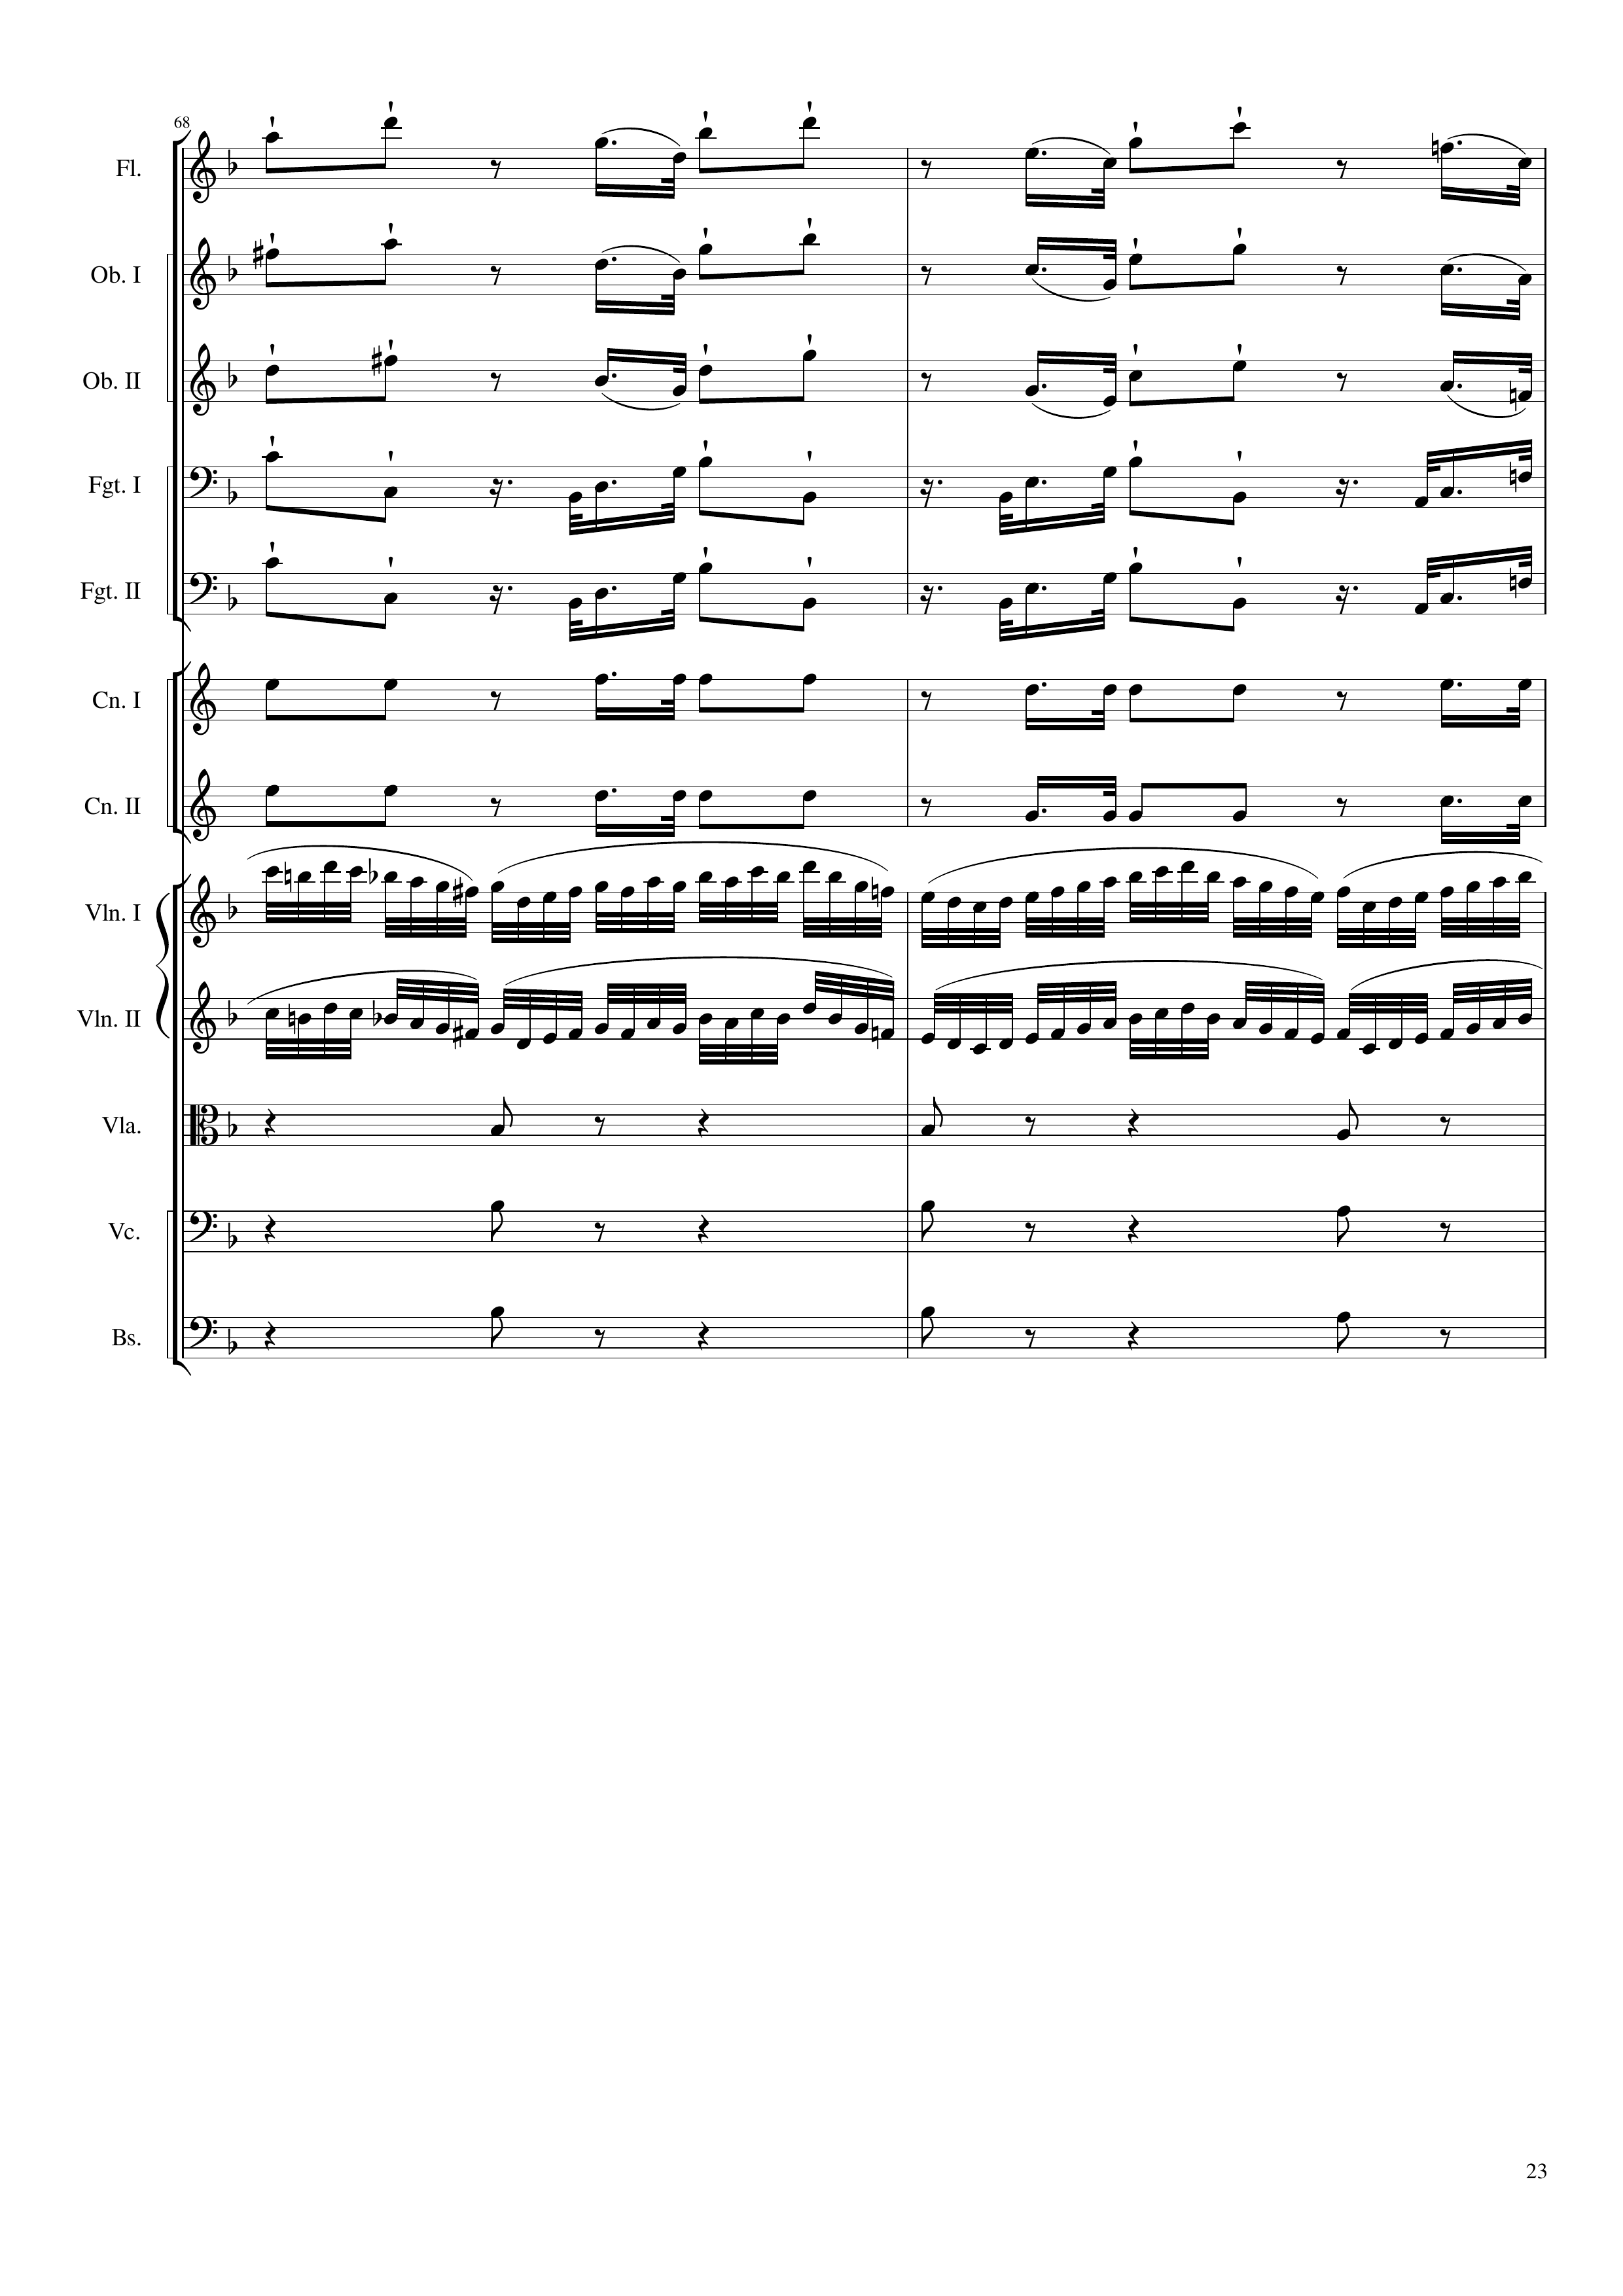 68
Fl.
Ob. I
Ob. II
Fgt. I
Fgt. II
Cn. I
Cn. II
Vln. I
Vln. II
Vla.
Vc.
Bs.
23